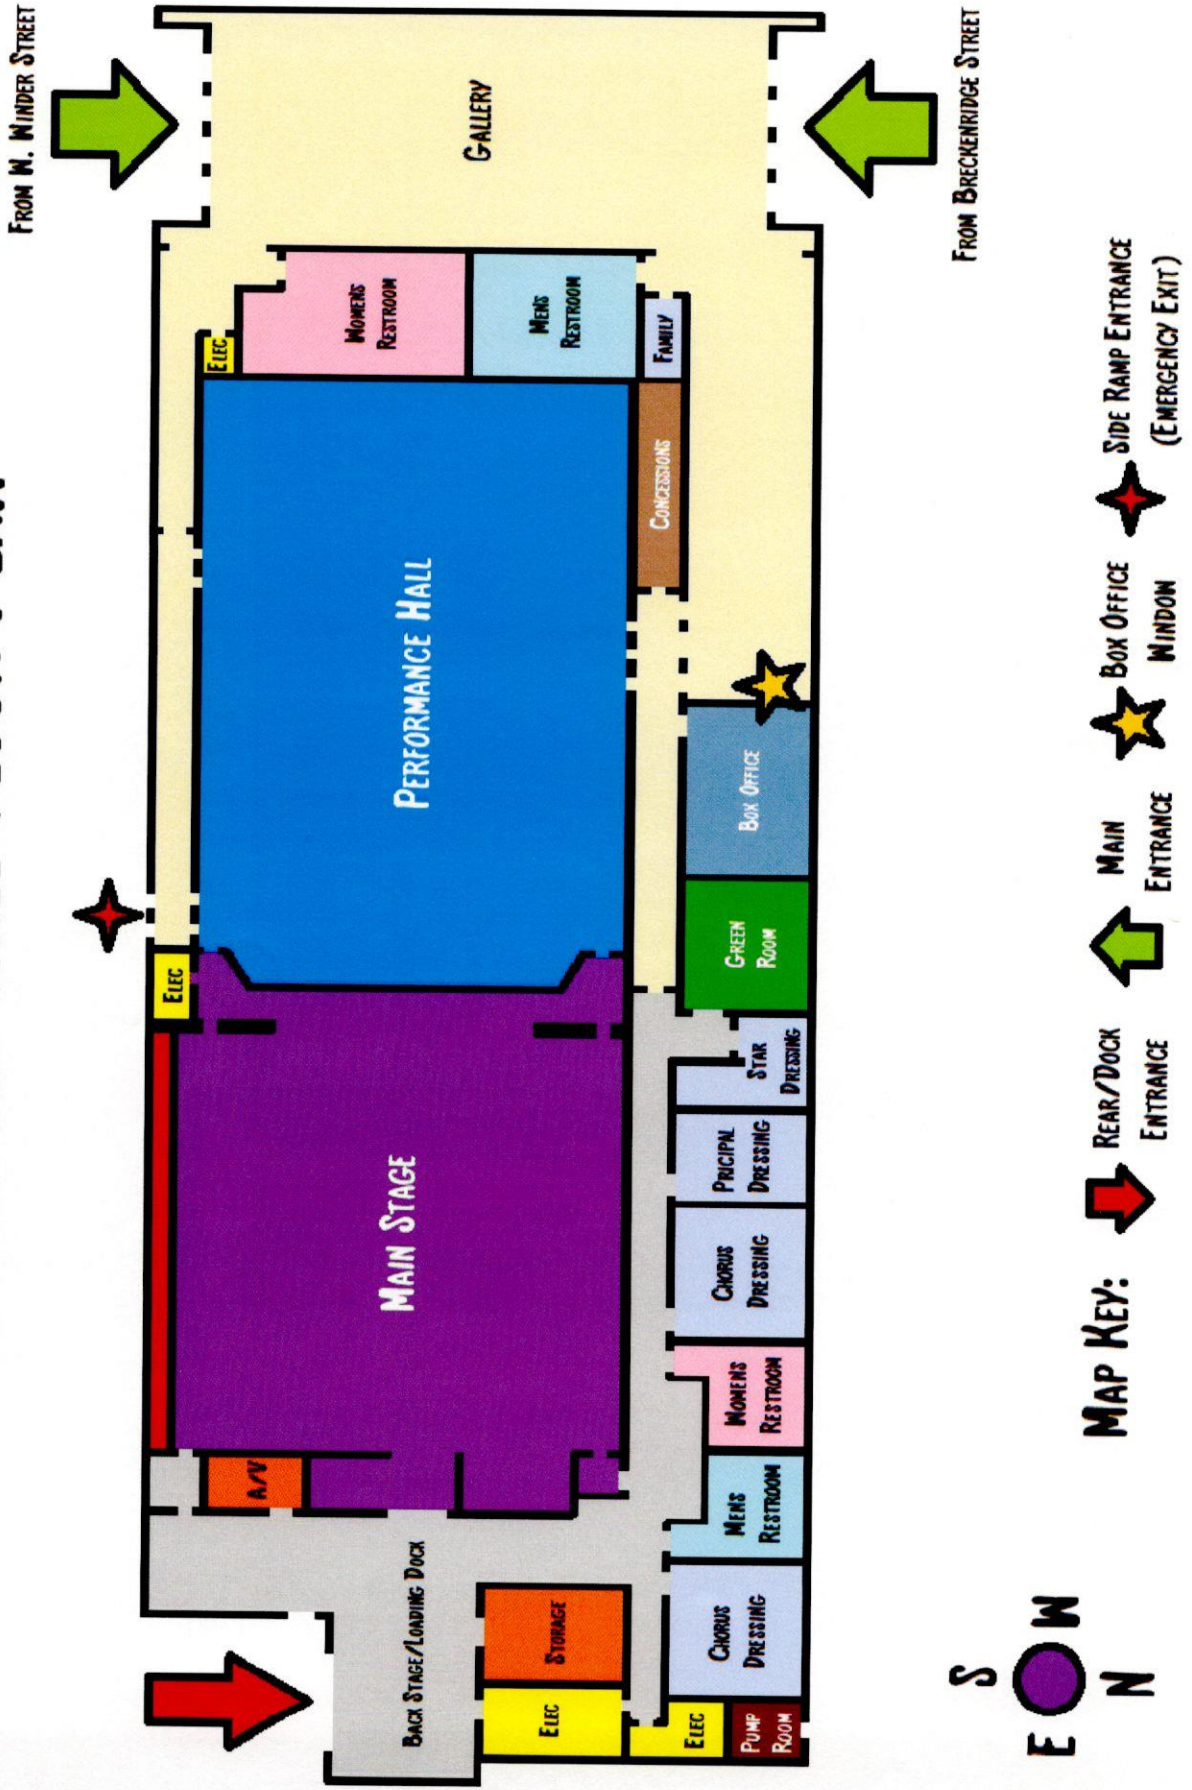 FROM W. WINDER STREET
ELEC
ELEC
A/V
WOMENS
RESTROOM
GALLERY
MAIN STAGE
PERFORMANCE HALL
BACK STAGE/LOADING DOCK
MENS
RESTROOM
ELEC
STORAGE
CONCESSIONS
FAMILY
ELEC
PUMP
ROOM
CHORUS
DRESSING
MENS
RESTROOM
WOMENS
RESTROOM
CHORUS
DRESSING
PRICIPAL
DRESSING
STAR
DRESSING
GREEN
ROOM
BOX OFFICE
FROM BRECKENRIDGE STREET
S
E W
N
MAP KEY:
REAR/DOCK
ENTRANCE
MAIN
ENTRANCE
BOX OFFICE
WINDOW
SIDE RAMP ENTRANCE
(EMERGENCY EXIT)